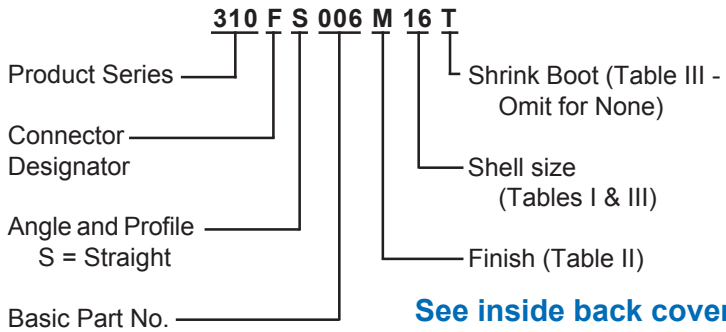 310 F S 006 M 16 T
Product Series
Connector
Designator
Angle and Profile
S = Straight
Basic Part No.
Shrink Boot (Table III -
Omit for None)
Shell size
(Tables I & III)
Finish (Table II)
See inside back cover